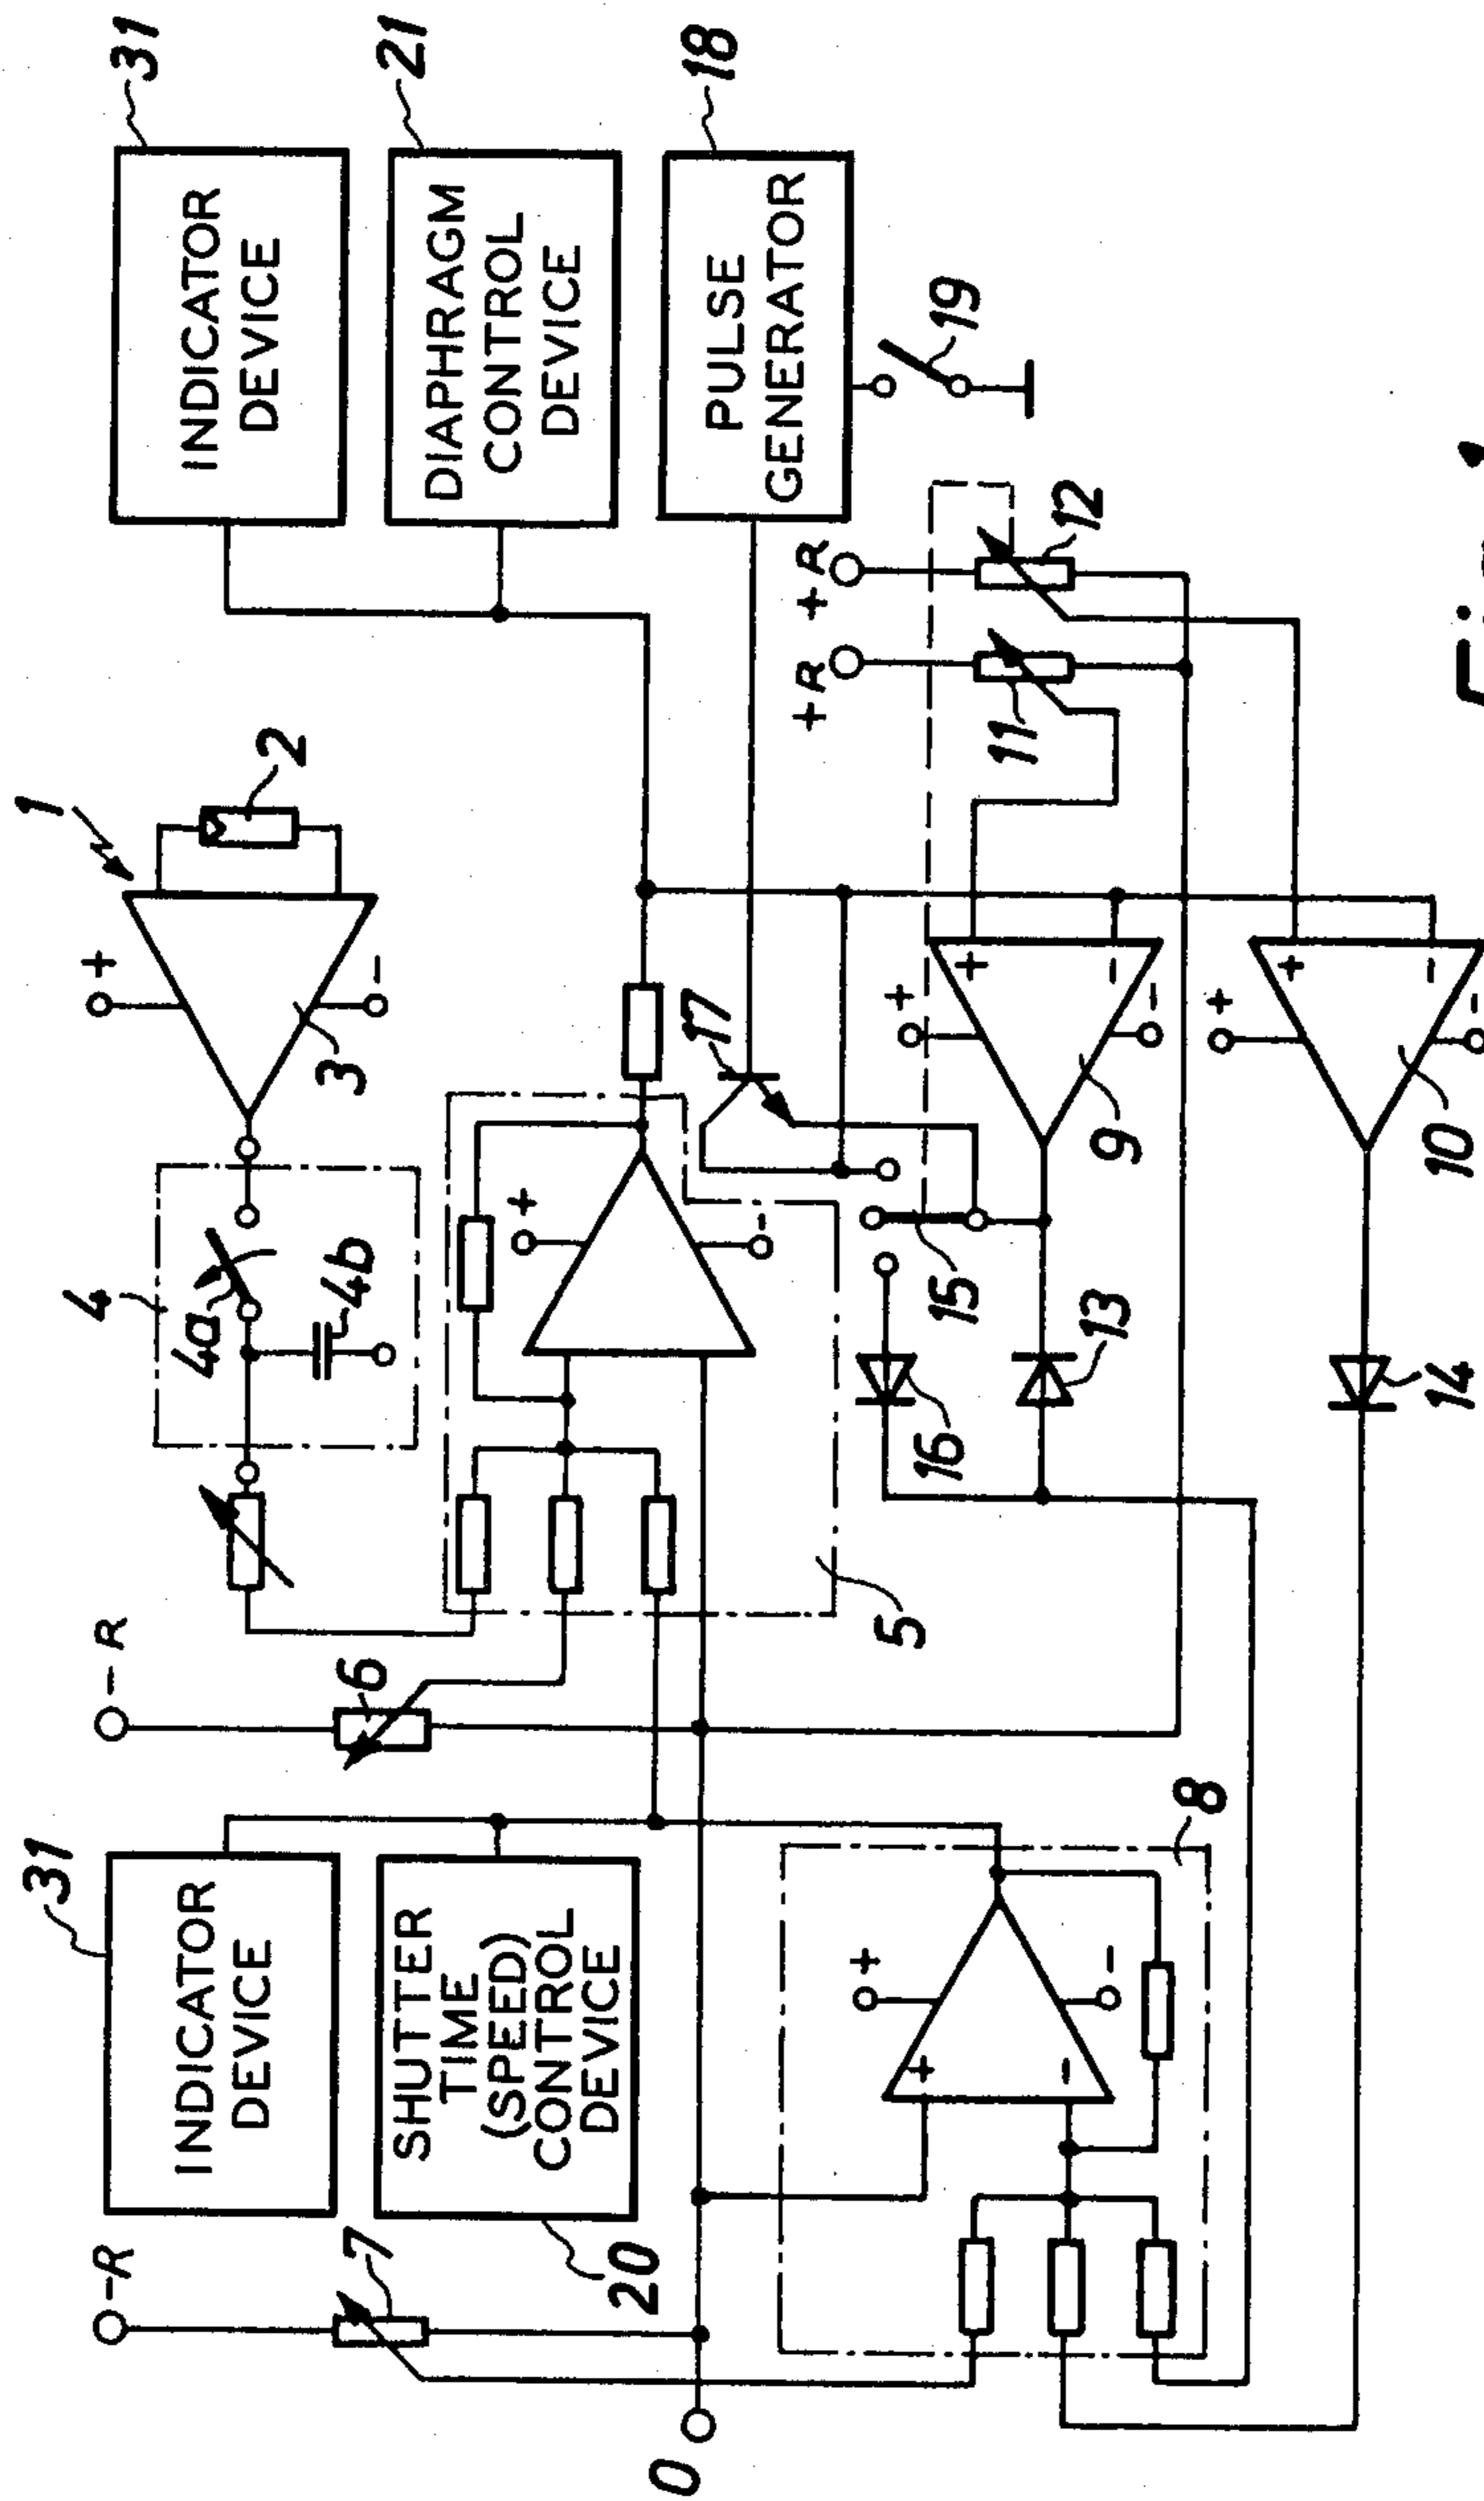 31
INDICATOR
DEVICE
21
DIAPHRAGM
CONTROL
DEVICE
18
PULSE
GENERATOR
19
1
2
+
-
3
4
4a
4b
+
-
5
17
+R
+R
11
12
+
+
-
-
9
+
+
-
-
10
15
16
13
14
-R
6
31
INDICATOR
DEVICE
SHUTTER
TIME
(SPEED)
CONTROL
DEVICE
20
-R
7
8
+
+
-
-
0